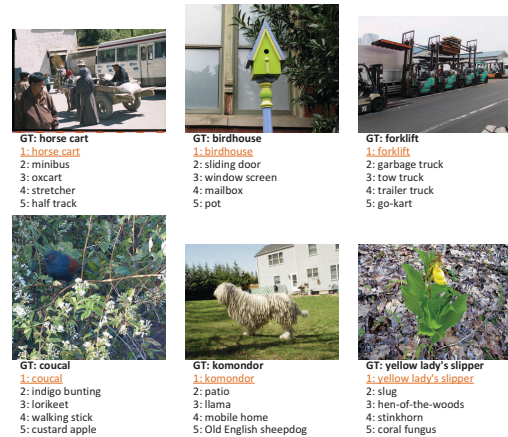 GT: horse cart
1: horse cart
2: minibus
3: oxcart
4: stretcher
5: half track
GT: birdhouse
1: birdhouse
2: sliding door
3: window screen
4: mailbox
5: pot
GT: forklift
1: forklift
2: garbage truck
3: tow truck
4: trailer truck
5: go-kart
GT: coucal
1: coucal
2: indigo bunting
3: lorikeet
4: walking stick
5: custard apple
GT: komondor
1: komondor
2: patio
3: llama
4: mobile home
5: Old English sheepdog
GT: yellow lady's slipper
1: yellow lady's slipper
2: slug
3: hen-of-the-woods
4: stinkhorn
5: coral fungus